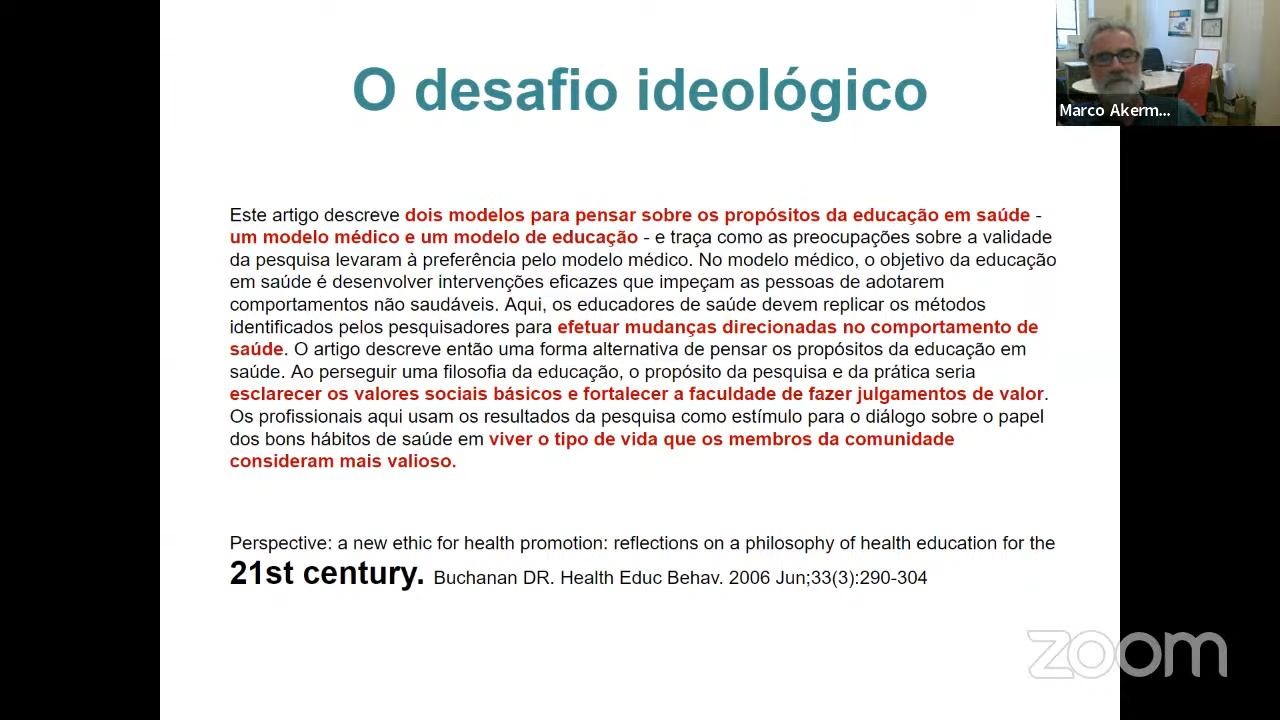 O desafio ideológico
Marco Akerm...
Este artigo descreve dois modelos para pensar sobre os propósitos da educação em saúde -
um modelo médico e um modelo de educação - e traça como as preocupações sobre a validade
da pesquisa levaram à preferência pelo modelo médico. No modelo médico, o objetivo da educação
em saúde é desenvolver intervenções eficazes que impeçam as pessoas de adotarem
comportamentos não saudáveis. Aqui, os educadores de saúde devem replicar os métodos
identificados pelos pesquisadores para efetuar mudanças direcionadas no comportamento de
saúde. O artigo descreve então uma forma alternativa de pensar os propósitos da educação em
saúde. Ao perseguir uma filosofia da educação, o propósito da pesquisa e da prática seria
esclarecer os valores sociais básicos e fortalecer a faculdade de fazer julgamentos de valor.
Os profissionais aqui usam os resultados da pesquisa como estímulo para o diálogo sobre o papel
dos bons hábitos de saúde em viver o tipo de vida que os membros da comunidade
consideram mais valioso.
Perspective: a new ethic for health promotion: reflections on a philosophy of health education for the
21st century. Buchanan DR. Health Educ Behav. 2006 Jun;33(3):290-304
zoom